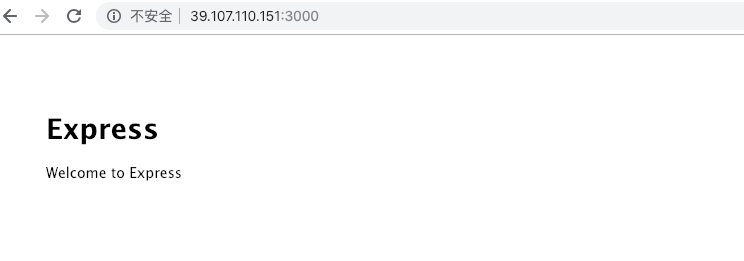 不安全 39.107.110.151:3000
Express
Welcome to Express